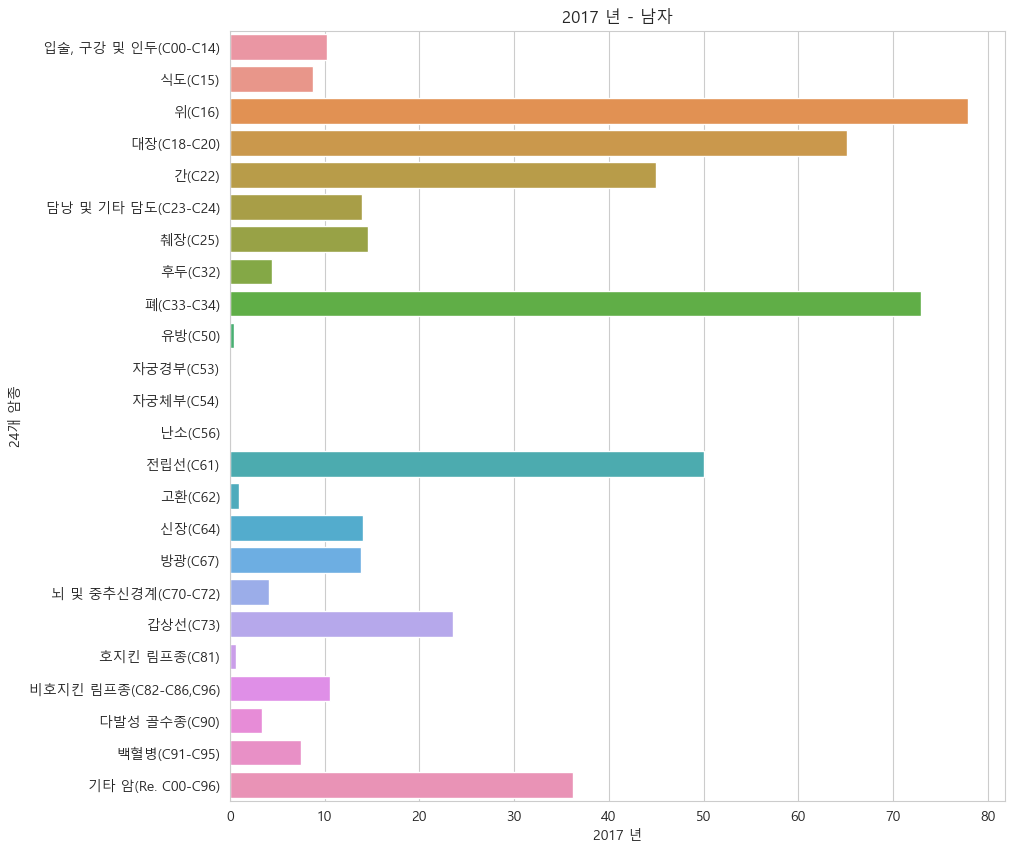 2017 년 - 남자
24개 암종
입술, 구강 및 인두(C00-C14)
식도(C15)
위(C16)
대장(C18-C20)
간(C22)
담낭 및 기타 담도(C23-C24)
췌장(C25)
후두(C32)
폐(C33-C34)
유방(C50)
자궁경부(C53)
자궁체부(C54)
난소(C56)
전립선(C61)
고환(C62)
신장(C64)
방광(C67)
뇌 및 중추신경계(C70-C72)
갑상선(C73)
호지킨 림프종(C81)
비호지킨 림프종(C82-C86,C96)
다발성 골수종(C90)
백혈병(C91-C95)
기타 암(Re. C00-C96)
0 10 20 30 40 50 60 70 80
2017 년